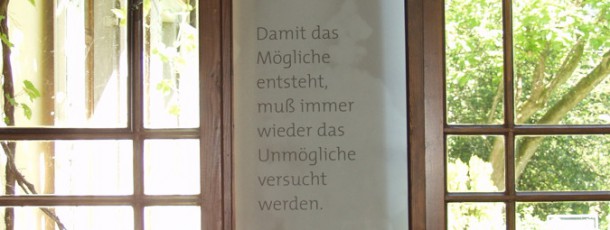 Damit das
Mögliche
entsteht,
muß immer
wieder das
Unmögliche
versucht
werden.